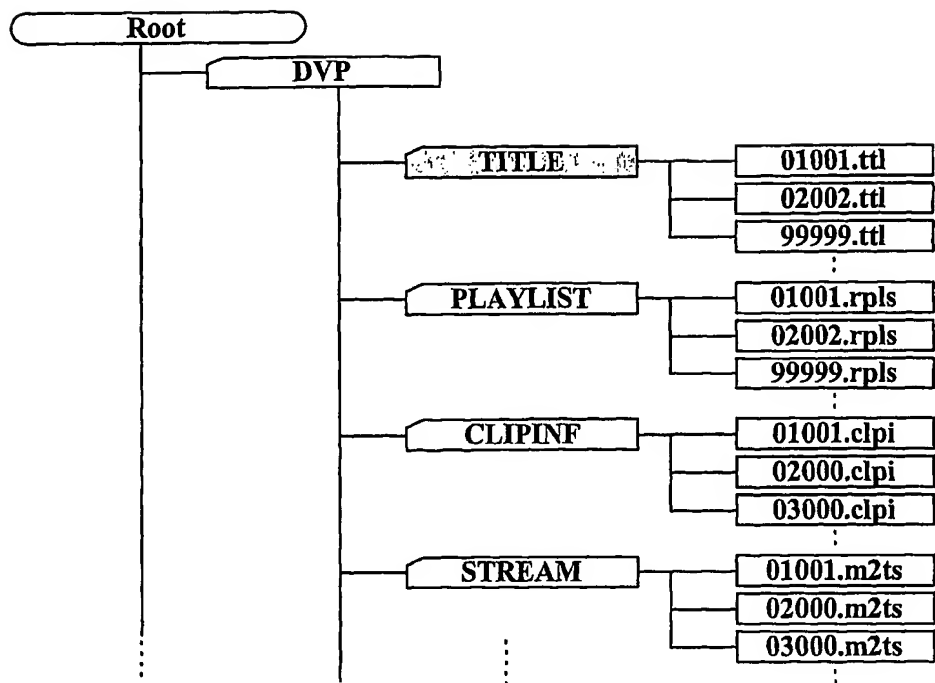 Root
DVP
TITLE
01001.ttl
02002.ttl
99999.ttl
PLAYLIST
01001.rpls
02002.rpls
99999.rpls
CLIPINF
01001.clpi
02000.clpi
03000.clpi
STREAM
01001.m2ts
02000.m2ts
03000.m2ts